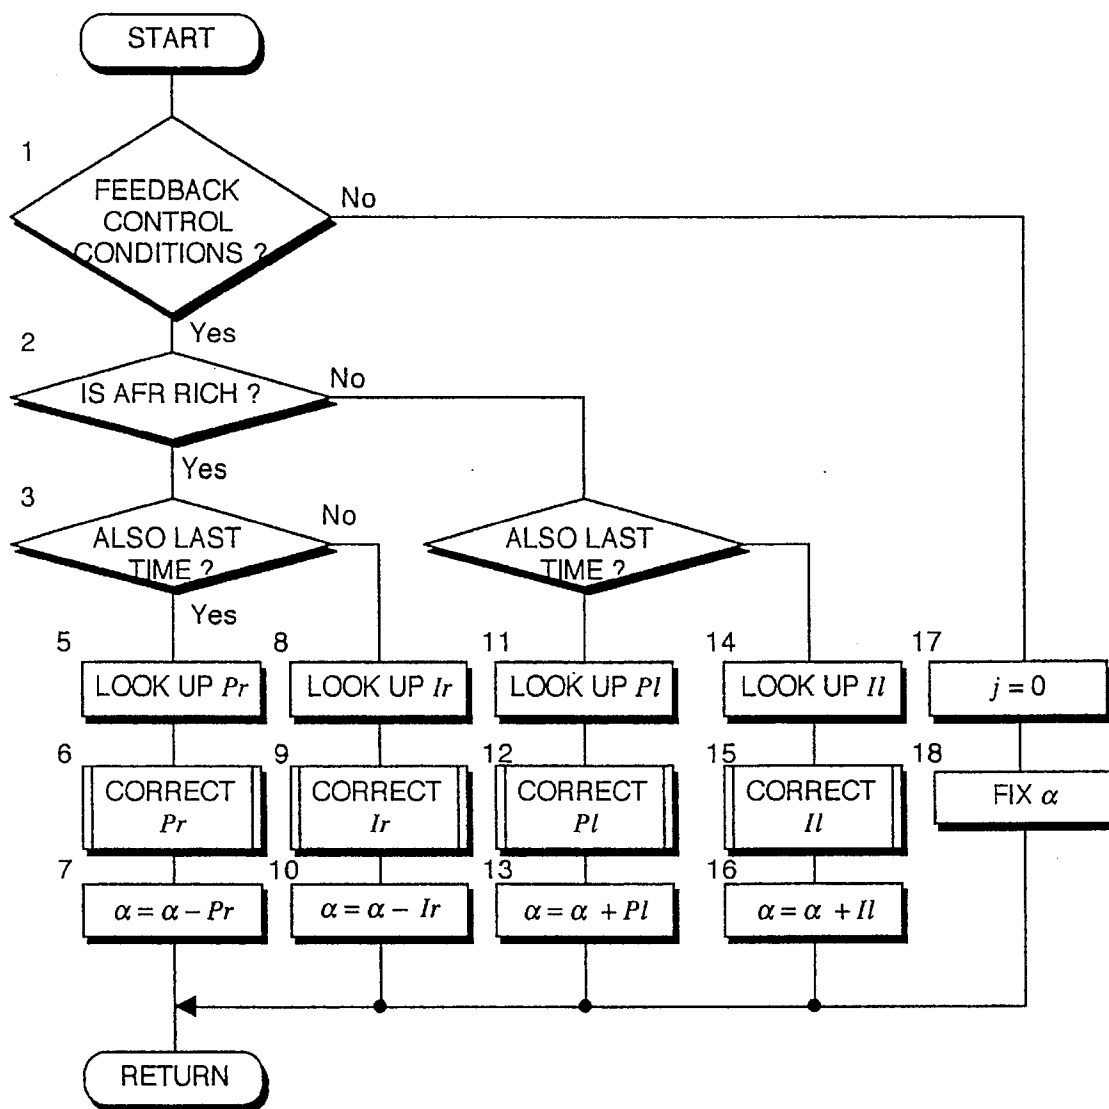 START
1
FEEDBACK
CONTROL
CONDITIONS ?
No
Yes
2
IS AFR RICH ?
No
Yes
3
ALSO LAST
TIME ?
No
Yes
ALSO LAST
TIME ?
5
LOOK UP Pr
8
LOOK UP Ir
11
LOOK UP Pl
14
LOOK UP Il
17
j = 0
6
CORRECT
Pr
9
CORRECT
Ir
12
CORRECT
Pl
15
CORRECT
Il
18
FIX α
7
α = α – Pr
10
α = α – Ir
13
α = α + Pl
16
α = α + Il
RETURN